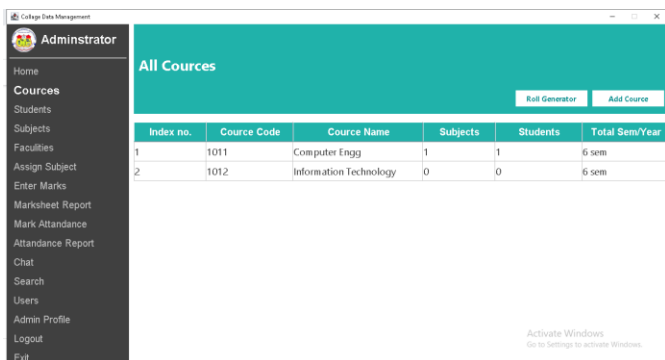 Collage Data Management
Adminstrator
Home
Cources
Students
Subjects
Faculities
Assign Subject
Enter Marks
Marksheet Report
Mark Attandance
Attandance Report
Chat
Search
Users
Admin Profile
Logout
Exit
All Cources
Roll Generator Add Cource
Index no. Cource Code Cource Name Subjects Students Total Sem/Year
1 1011 Computer Engg 1 1 6 sem
2 1012 Information Technology 0 0 6 sem
Activate Windows
Go to Settings to activate Windows.